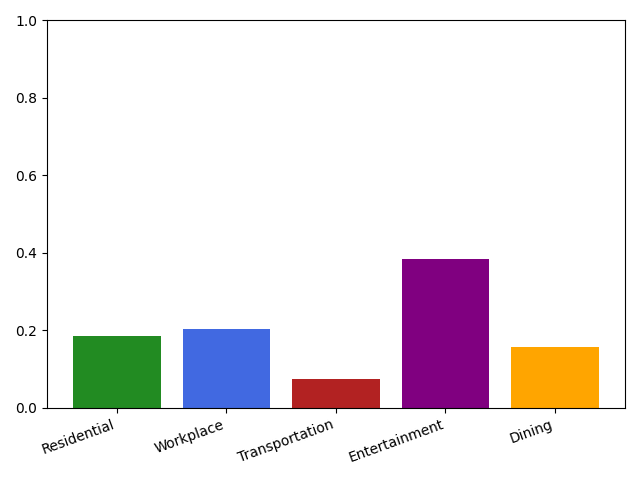 1.0
0.8
0.6
0.4
0.2
0.0
Residential
Workplace
Transportation
Entertainment
Dining